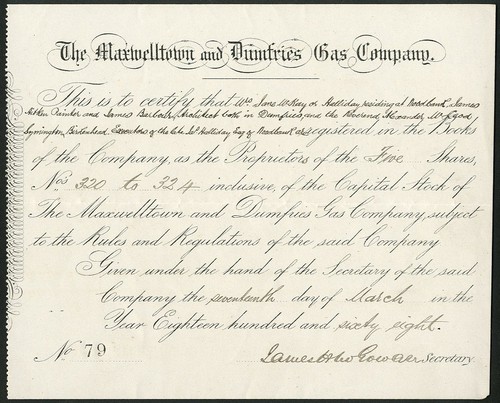 The Maxwelltown and Dumfries Gas Company.
This is to certify that Mrs Jane McKay or Halliday residing at Woodbank, James
Aitken Painter and James Barbour, Architect both in Dumfries and the Reverend Alexander
Symington, Birkenhead, Executors of the late Halliday Esq of Woodbank are registered in the Books
of the Company, as the Proprietors of the Five Shares,
Nos 320 to 324 inclusive, of the Capital Stock of
The Maxwelltown and Dumfries Gas Company, subject
to the Rules and Regulations of the said Company
Given under the hand of the Secretary of the said
Company the seventeenth day of March in the
Year Eighteen hundred and sixty eight.
No 79
James McGowan Secretary